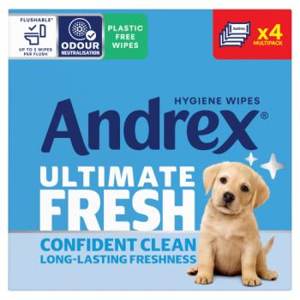 FLUSHABLE*
UP TO 2 WIPES
PER FLUSH
ODOUR
NEUTRALISATION
PLASTIC
FREE
WIPES
x4
MULTIPACK
HYGIENE WIPES
Andrex®
ULTIMATE
FRESH
CONFIDENT CLEAN
LONG-LASTING FRESHNESS